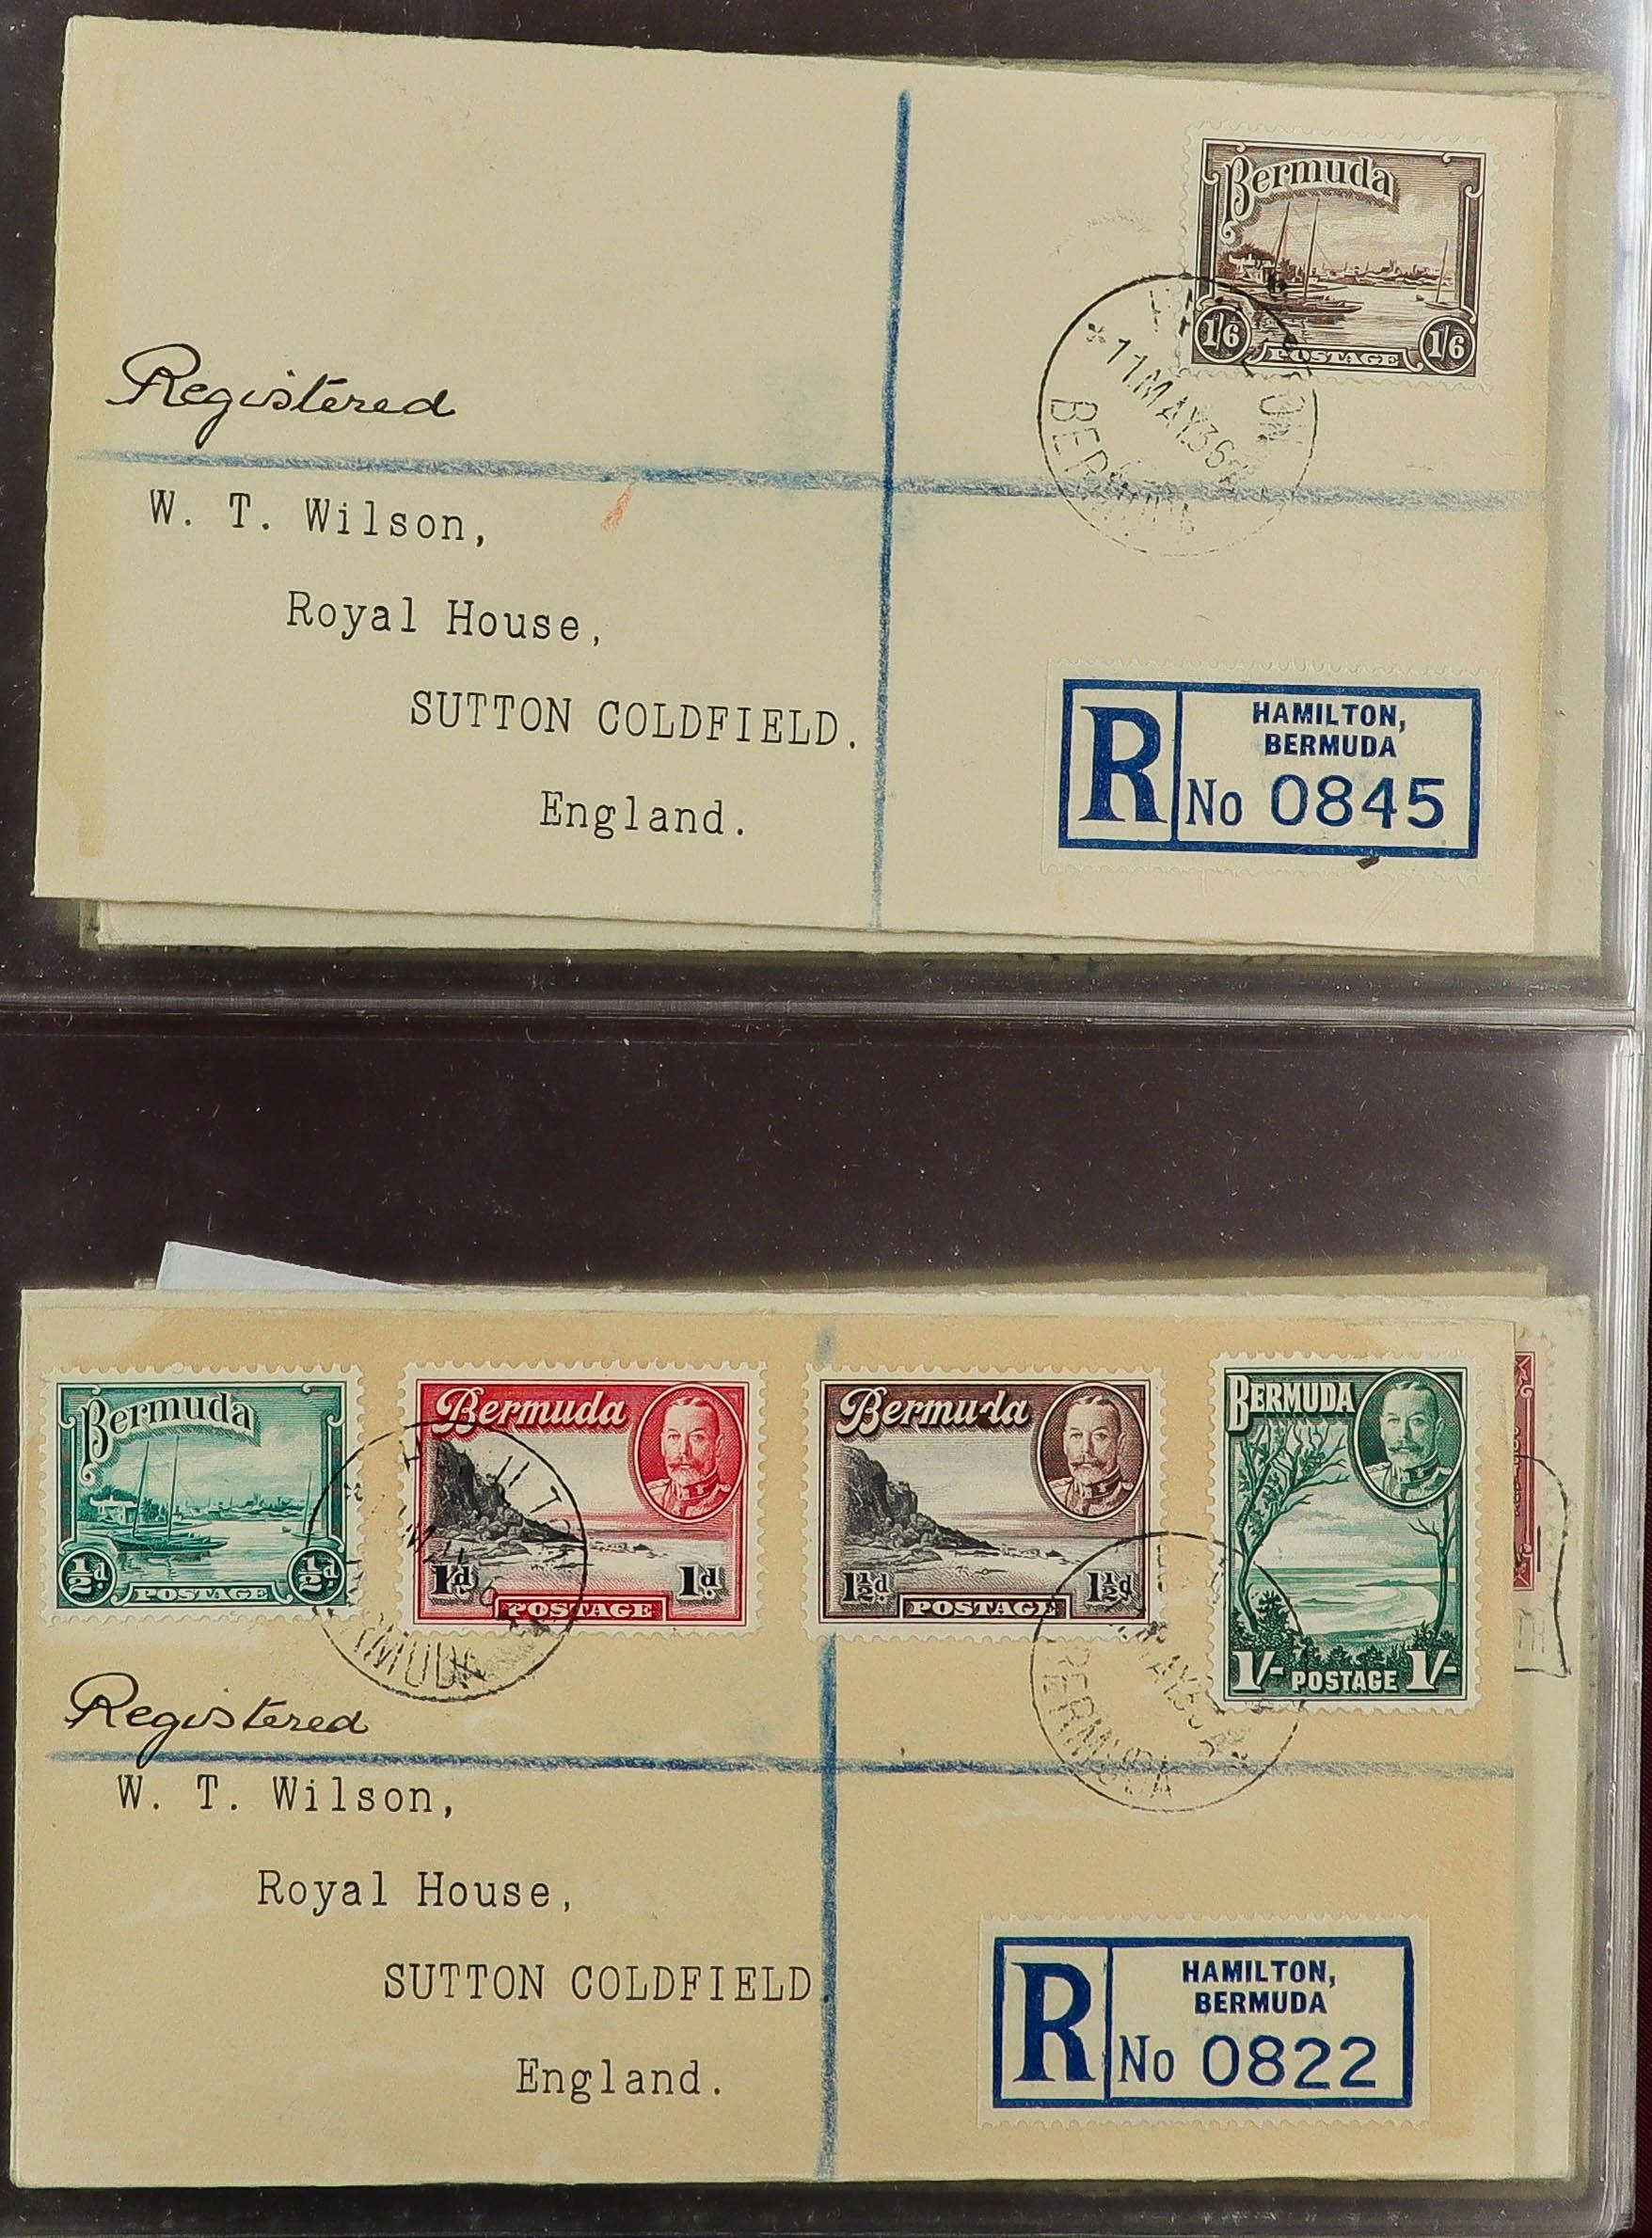 Bermuda
1/6 POSTAGE 1/6
11 MAY 36
BERMUDA
Registered
W. T. Wilson,
Royal House,
SUTTON COLDFIELD.
England.
R
HAMILTON,
BERMUDA
No 0845
Bermuda
½d POSTAGE ½d
Bermuda
1d 1d
POSTAGE
Bermuda
1½d 1½d
POSTAGE
BERMUDA
1/- POSTAGE 1/-
BERMUDA
Registered
W. T. Wilson,
Royal House,
SUTTON COLDFIELD.
England.
R
HAMILTON,
BERMUDA
No 0822